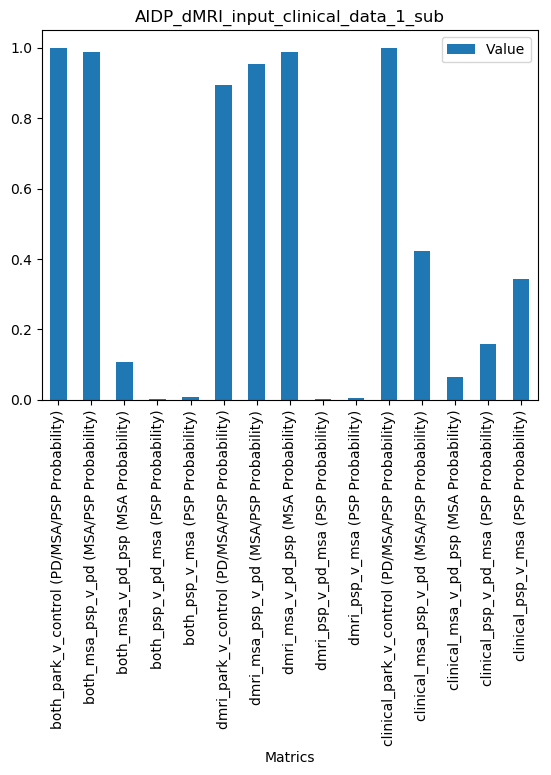 AIDP_dMRI_input_clinical_data_1_sub
Value
1.0
0.8
0.6
0.4
0.2
0.0
both_park_v_control (PD/MSA/PSP Probability)
both_msa_psp_v_pd (MSA/PSP Probability)
both_msa_v_pd_psp (MSA Probability)
both_psp_v_pd_msa (PSP Probability)
both_psp_v_msa (PSP Probability)
dmri_park_v_control (PD/MSA/PSP Probability)
dmri_msa_psp_v_pd (MSA/PSP Probability)
dmri_msa_v_pd_psp (MSA Probability)
dmri_psp_v_pd_msa (PSP Probability)
dmri_psp_v_msa (PSP Probability)
clinical_park_v_control (PD/MSA/PSP Probability)
clinical_msa_psp_v_pd (MSA/PSP Probability)
clinical_msa_v_pd_psp (MSA Probability)
clinical_psp_v_pd_msa (PSP Probability)
clinical_psp_v_msa (PSP Probability)
Matrics